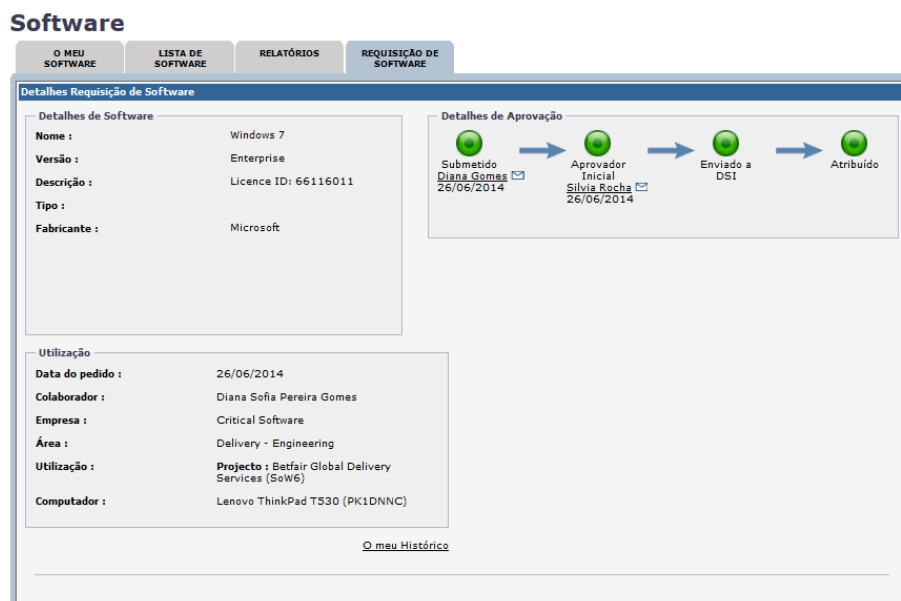 Software
O MEU
SOFTWARE
LISTA DE
SOFTWARE
RELATÓRIOS
REQUISIÇÃO DE
SOFTWARE
Detalhes Requisição de Software
Detalhes de Software
Nome : Windows 7
Versão : Enterprise
Descrição : Licence ID: 66116011
Tipo :
Fabricante : Microsoft
Detalhes de Aprovação
Submetido
Diana Gomes
26/06/2014
Aprovador
Inicial
Silvia Rocha
26/06/2014
Enviado a
DSI
Atribuído
Utilização
Data do pedido : 26/06/2014
Colaborador : Diana Sofia Pereira Gomes
Empresa : Critical Software
Área : Delivery - Engineering
Utilização : Projecto : Betfair Global Delivery
Services (SoW6)
Computador : Lenovo ThinkPad T530 (PK1DNNC)
O meu Histórico